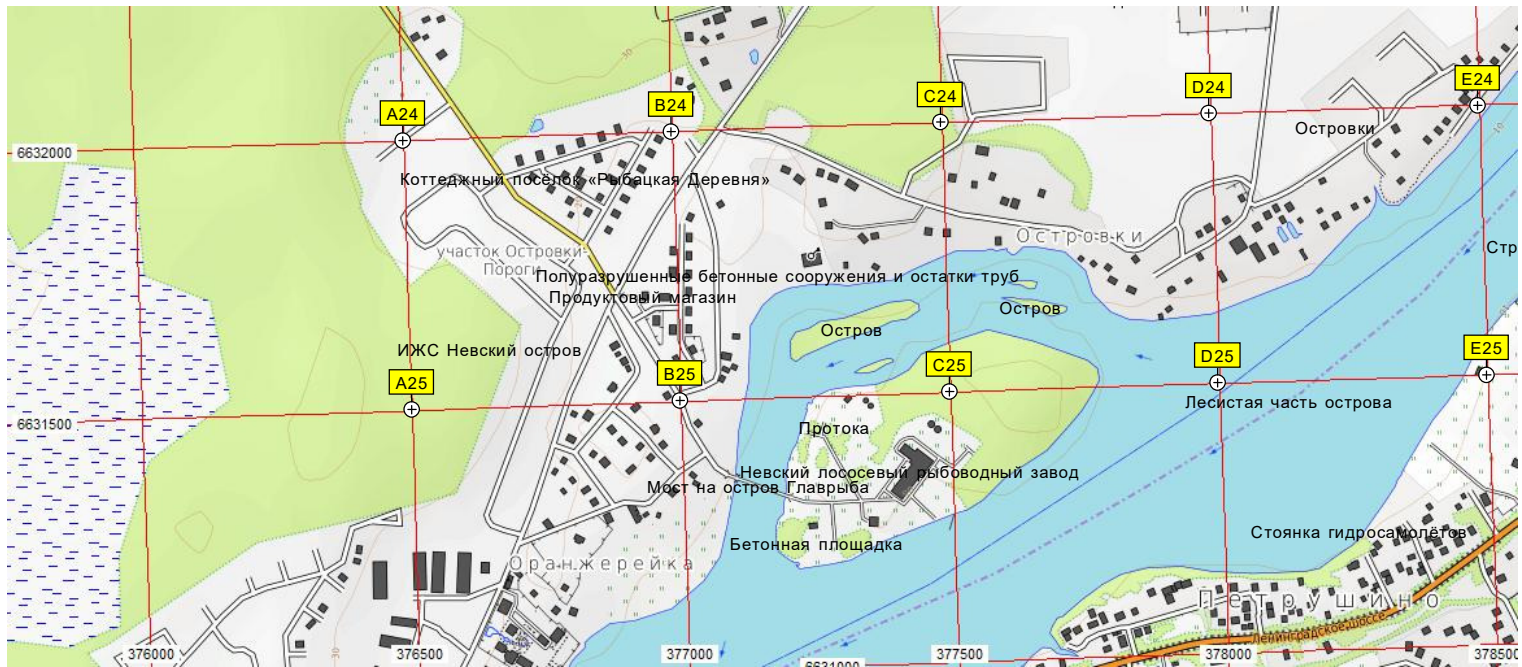 E24
D24
C24
A24
B24
Островки
6632000
Коттеджный посёлок «Рыбацкая Деревня»
Островки
участок Островки-
Пороги
Стр
Полуразрушенные бетонные сооружения и остатки труб
Продуктовый магазин
Остров
Остров
ИЖС Невский остров
E25
D25
C25
B25
A25
Лесистая часть острова
6631500
Протока
Невский лососевый рыбоводный завод
Мост на остров Главрыба
Стоянка гидросамолётов
Бетонная площадка
Оранжерейка
Петрушино
Ленинградское шоссе
376000
376500
377000
377500
378000
378500
6631000